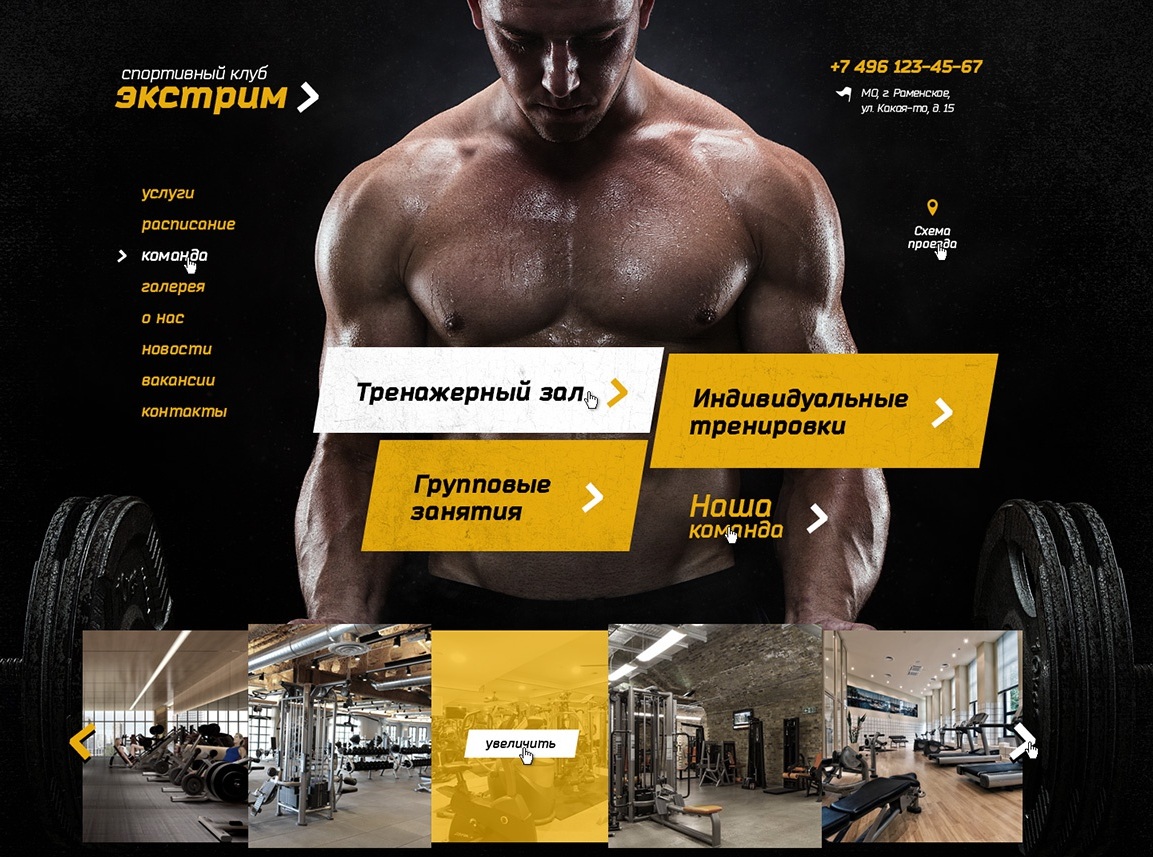 спортивный клуб
экстрим
+7 496 123-45-67
МО, г. Раменское,
ул. Какая-то, д. 15
услуги
расписание
команда
галерея
о нас
новости
вакансии
контакты
Схема
проезда
Тренажерный зал
Индивидуальные
тренировки
Групповые
занятия
Наша
команда
увеличить